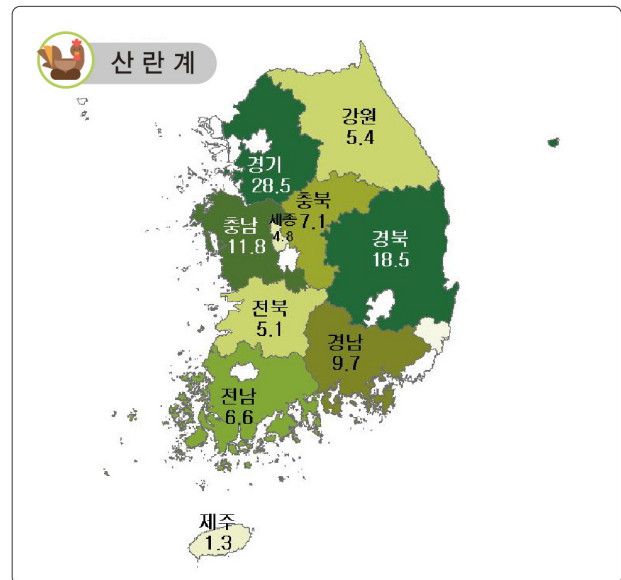 산란계
강원
5.4
경기
28.5
충북
7.1
세종
4.8
충남
11.8
경북
18.5
전북
5.1
경남
9.7
전남
6.6
제주
1.3